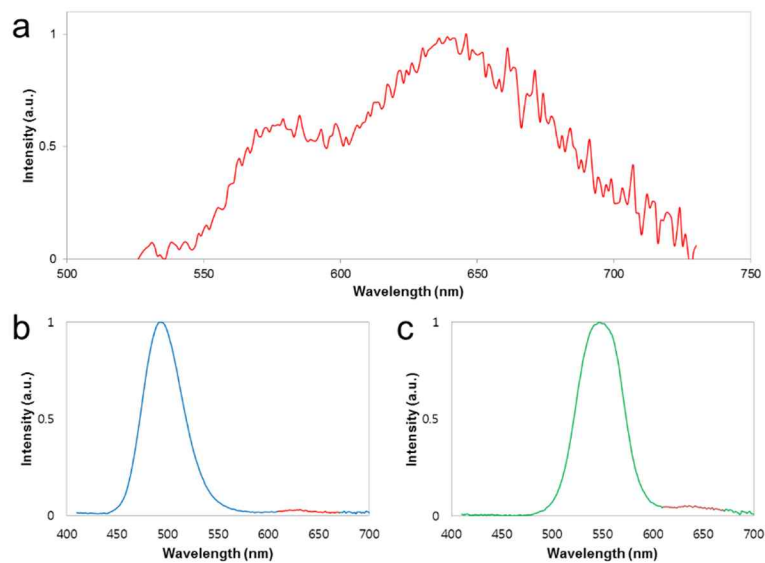 a
1
0.5
0
Intensity (a.u.)
500 550 600 650 700 750
Wavelength (nm)
b
1
0.5
0
Intensity (a.u.)
400 450 500 550 600 650 700
Wavelength (nm)
c
1
0.5
0
Intensity (a.u.)
400 450 500 550 600 650 700
Wavelength (nm)